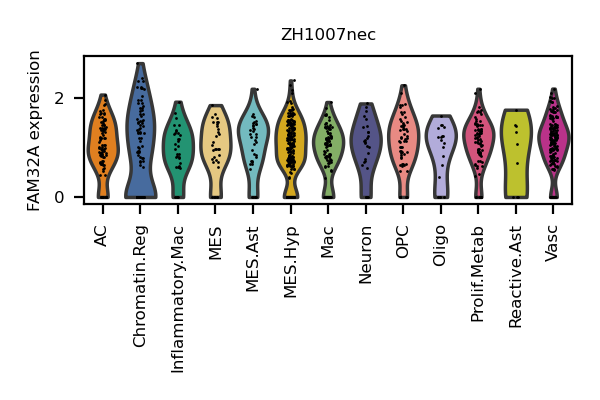 ZH1007nec
FAM32A expression
2
0
AC
Chromatin.Reg
Inflammatory.Mac
MES
MES.Ast
MES.Hyp
Mac
Neuron
OPC
Oligo
Prolif.Metab
Reactive.Ast
Vasc